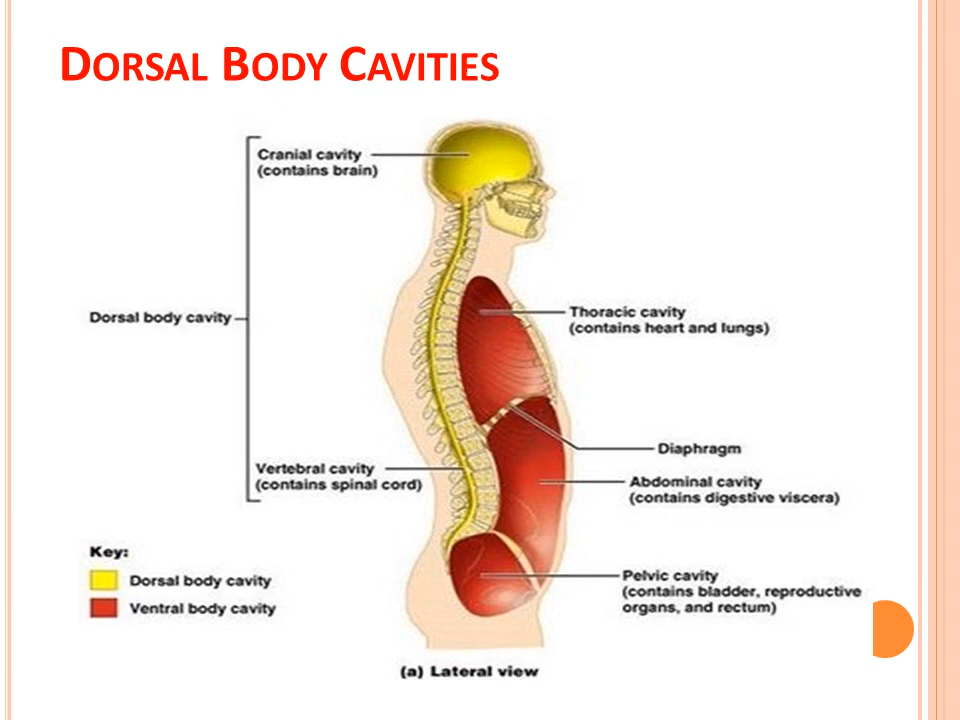 DORSAL BODY CAVITIES
Cranial cavity
(contains brain)
Dorsal body cavity
Thoracic cavity
(contains heart and lungs)
Diaphragm
Vertebral cavity
(contains spinal cord)
Abdominal cavity
(contains digestive viscera)
Key:
Dorsal body cavity
Ventral body cavity
Pelvic cavity
(contains bladder, reproductive
organs, and rectum)
(a) Lateral view